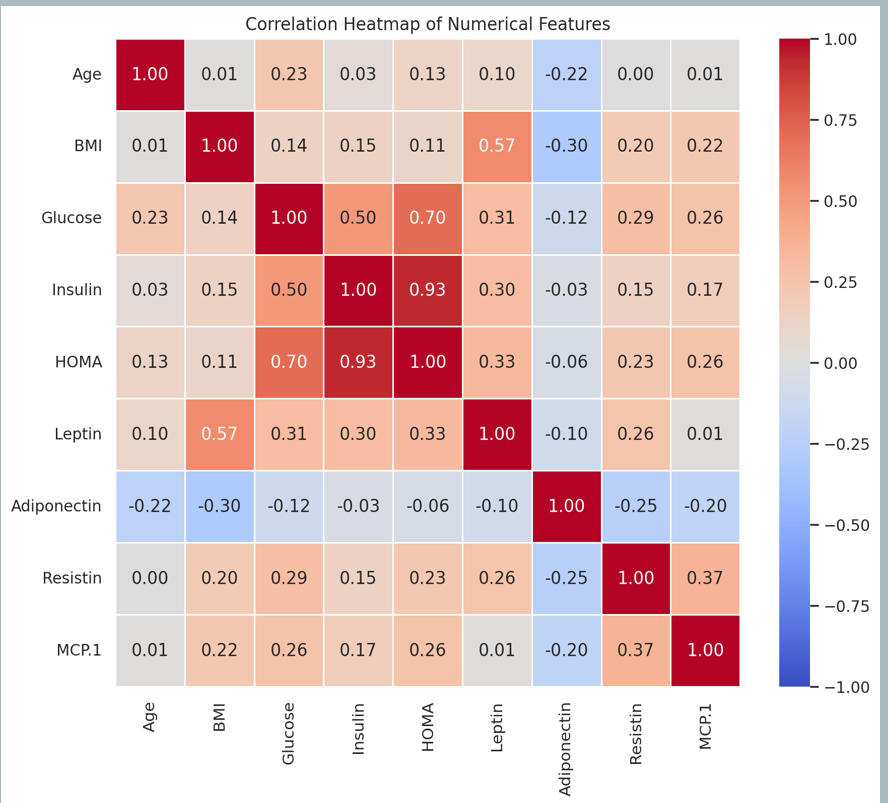 Correlation Heatmap of Numerical Features
Age 1.00 0.01 0.23 0.03 0.13 0.10 -0.22 0.00 0.01
BMI 0.01 1.00 0.14 0.15 0.11 0.57 -0.30 0.20 0.22
Glucose 0.23 0.14 1.00 0.50 0.70 0.31 -0.12 0.29 0.26
Insulin 0.03 0.15 0.50 1.00 0.93 0.30 -0.03 0.15 0.17
HOMA 0.13 0.11 0.70 0.93 1.00 0.33 -0.06 0.23 0.26
Leptin 0.10 0.57 0.31 0.30 0.33 1.00 -0.10 0.26 0.01
Adiponectin -0.22 -0.30 -0.12 -0.03 -0.06 -0.10 1.00 -0.25 -0.20
Resistin 0.00 0.20 0.29 0.15 0.23 0.26 -0.25 1.00 0.37
MCP.1 0.01 0.22 0.26 0.17 0.26 0.01 -0.20 0.37 1.00
Age BMI Glucose Insulin HOMA Leptin Adiponectin Resistin MCP.1
1.00
0.75
0.50
0.25
0.00
−0.25
−0.50
−0.75
−1.00